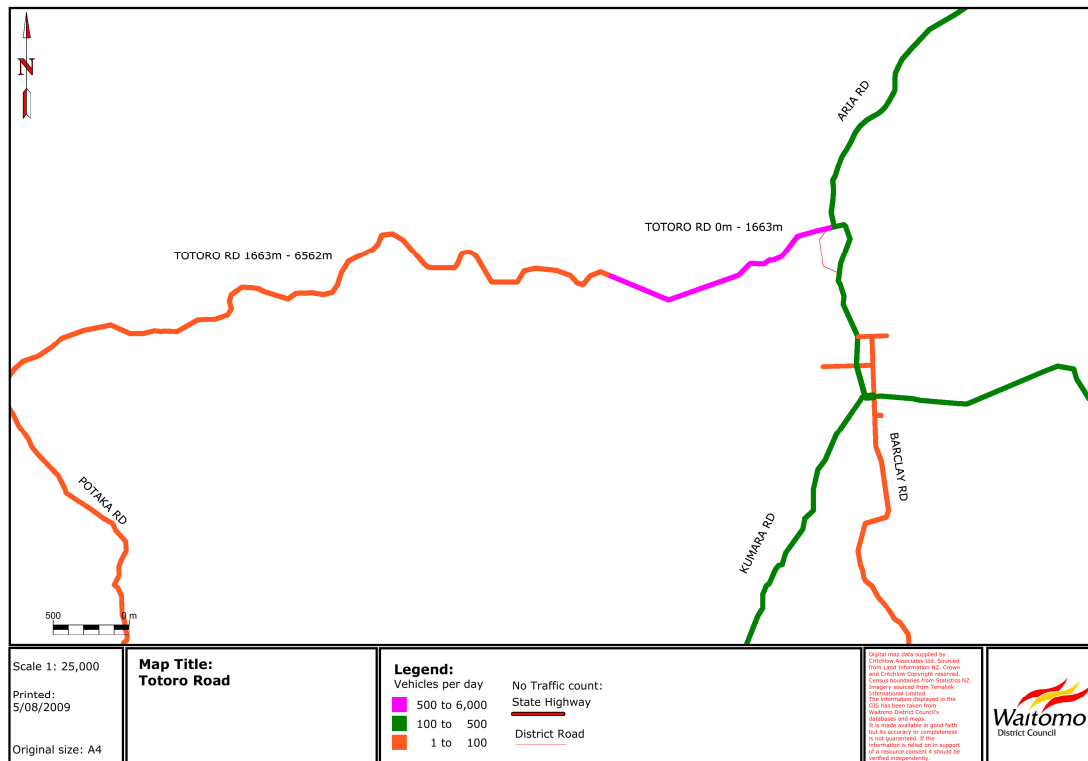 N
ARIA RD
TOTORO RD 0m - 1663m
TOTORO RD 1663m - 6562m
BARCLAY RD
POTAKA RD
KUMARA RD
500 0 m
Scale 1: 25,000
Printed:
5/08/2009
Original size: A4
Map Title:
Totoro Road
Legend:
Vehicles per day
500 to 6,000
100 to 500
1 to 100
No Traffic count:
State Highway
District Road
Digital map data supplied by
Critchlow Associates Ltd. Sourced
from Land Information NZ. Crown
and Critchlow Copyright reserved.
Census boundaries from Statistics NZ.
Imagery sourced from Terralink
International Limited.
The information displayed in the
GIS has been taken from
Waitomo District Council's
databases and maps.
It is made available in good faith
but its accuracy or completeness
is not guaranteed. If the
information is relied on in support
of a resource consent it should be
verified independently.
Waitomo
District Council